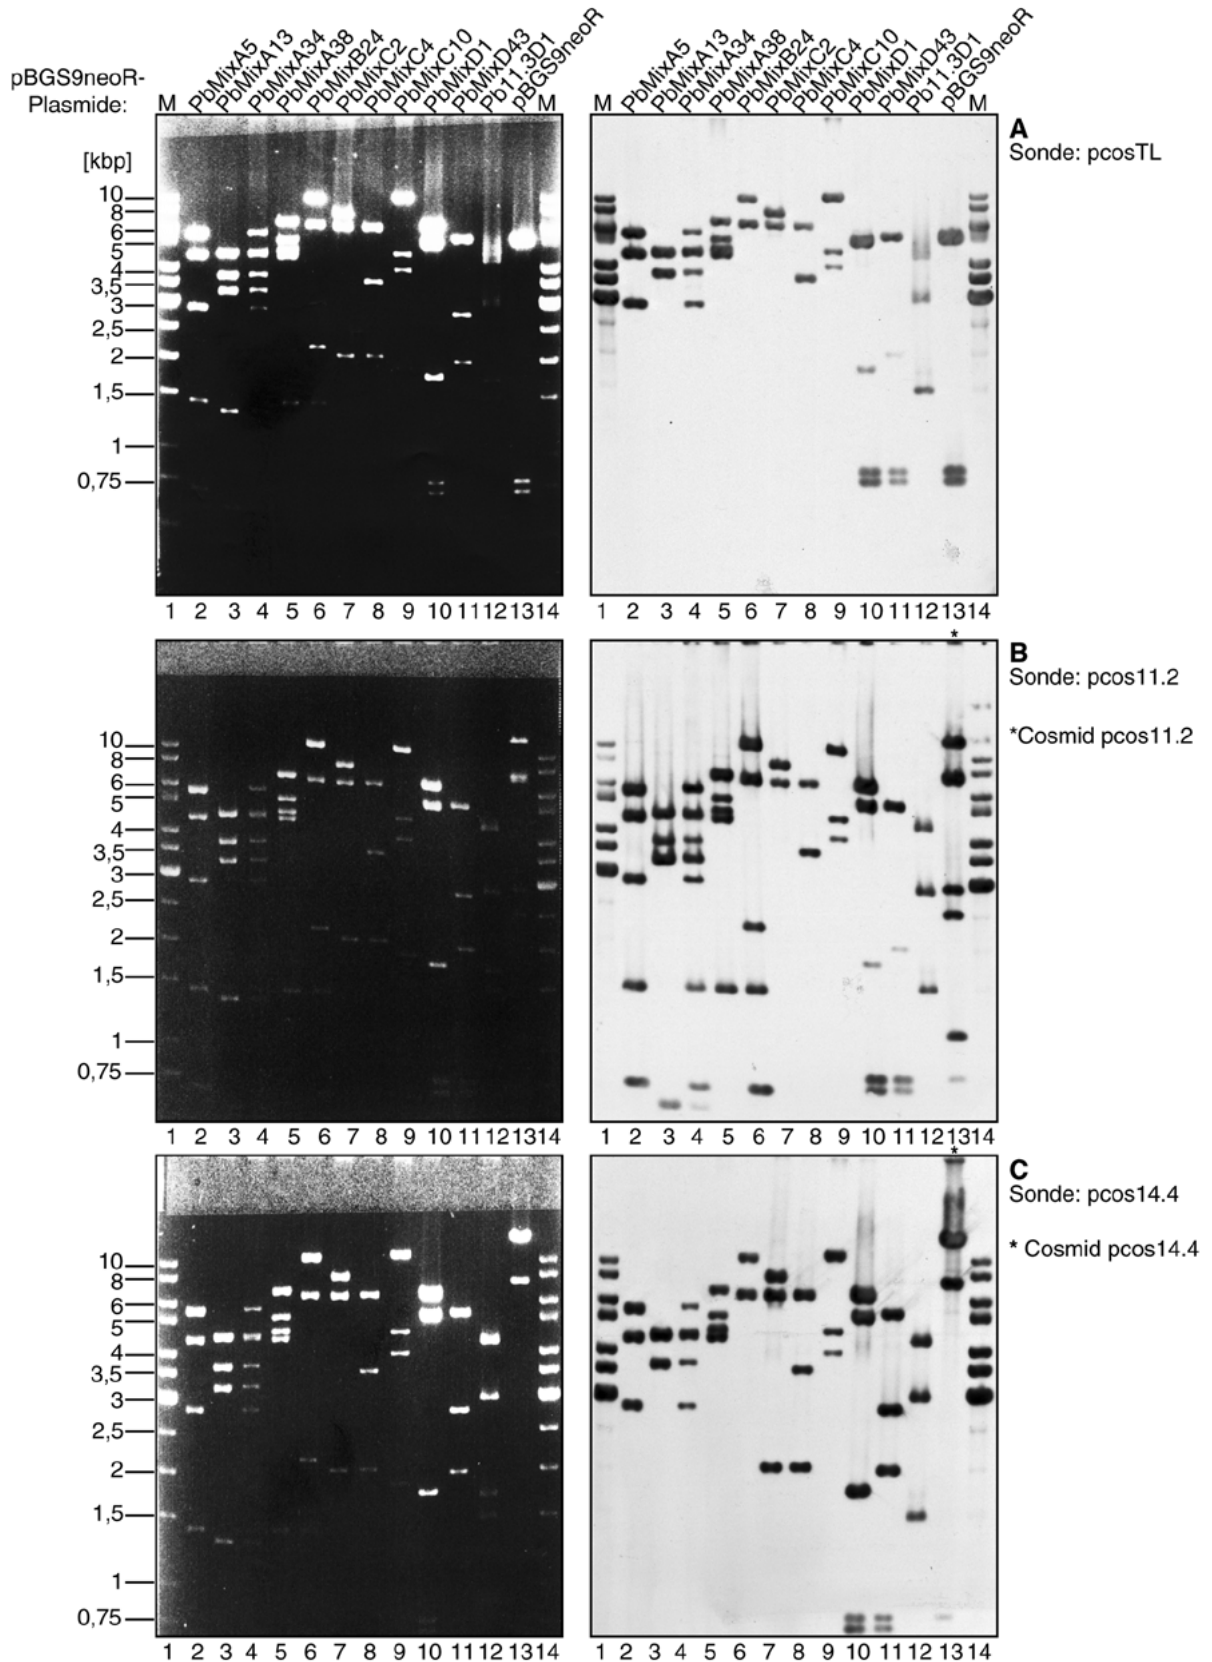 pBGS9neoR-
Plasmide:
M PbMixA5 PbMixA13 PbMixA34 PbMixA38 PbMixB24 PbMixC2 PbMixC4 PbMixC10 PbMixD1 PbMixD43 Pb11.3D1 pBGS9neoR M
M PbMixA5 PbMixA13 PbMixA34 PbMixA38 PbMixB24 PbMixC2 PbMixC4 PbMixC10 PbMixD1 PbMixD43 Pb11.3D1 pBGS9neoR M
A
Sonde: pcosTL
[kbp]
10
8
6
5
4
3,5
3
2,5
2
1,5
1
0,75
1 2 3 4 5 6 7 8 9 10 11 12 13 14
1 2 3 4 5 6 7 8 9 10 11 12 13 14
*
B
Sonde: pcos11.2
*Cosmid pcos11.2
10
8
6
5
4
3,5
3
2,5
2
1,5
1
0,75
1 2 3 4 5 6 7 8 9 10 11 12 13 14
1 2 3 4 5 6 7 8 9 10 11 12 13 14
*
C
Sonde: pcos14.4
* Cosmid pcos14.4
10
8
6
5
4
3,5
3
2,5
2
1,5
1
0,75
1 2 3 4 5 6 7 8 9 10 11 12 13 14
1 2 3 4 5 6 7 8 9 10 11 12 13 14